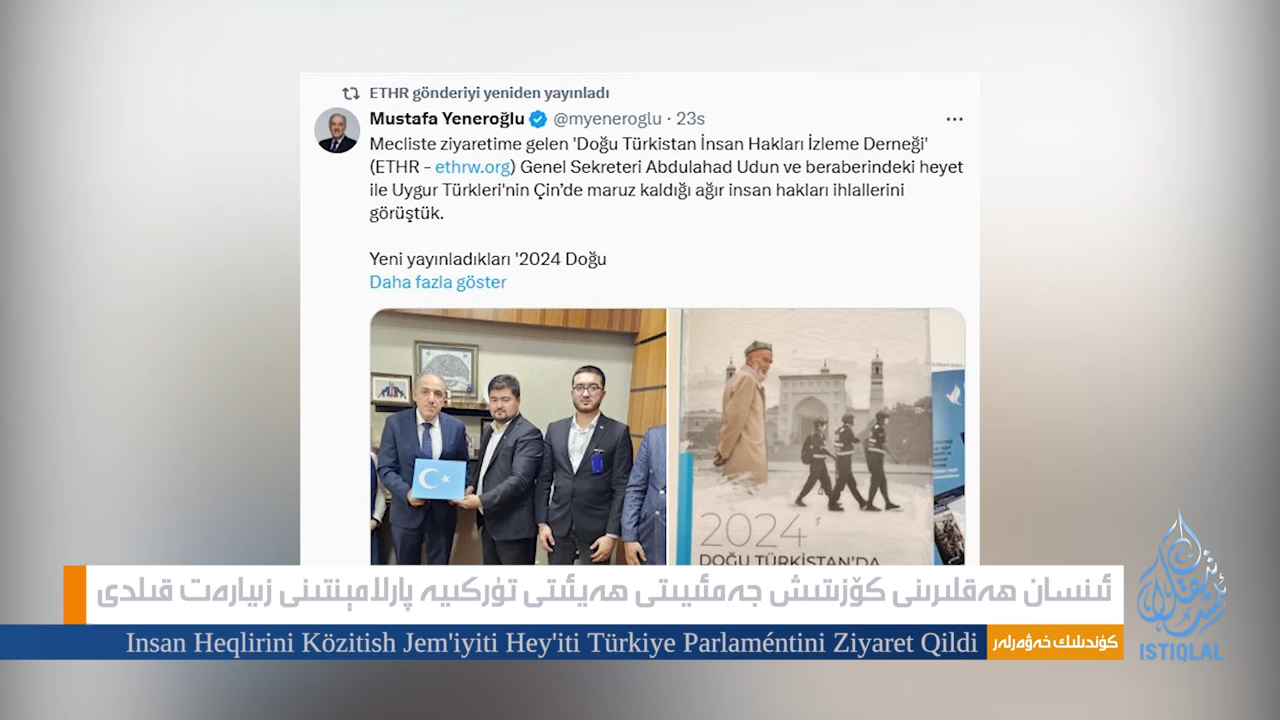 ETHR gönderiyi yeniden yayınladı
Mustafa Yeneroğlu @myeneroglu · 23s
Mecliste ziyaretime gelen 'Doğu Türkistan İnsan Hakları İzleme Derneği'
(ETHR - ethrw.org) Genel Sekreteri Abdulahad Udun ve beraberindeki heyet
ile Uygur Türkleri'nin Çin’de maruz kaldığı ağır insan hakları ihlallerini
görüştük.
Yeni yayınladıkları '2024 Doğu
Daha fazla göster
2024
DOĞU TÜRKİSTAN'DA
ئىنسان ھەقلىرىنى كۆزىتىش جەمئىيىتى ھەيئىتى تۈركىيە پارلامېنتىنى زىيارەت قىلدى
Insan Heqlirini Közitish Jem'iyiti Hey'iti Türkiye Parlaméntini Ziyaret Qildi
كۈندىلىك خەۋەرلەر
ISTIQLAL